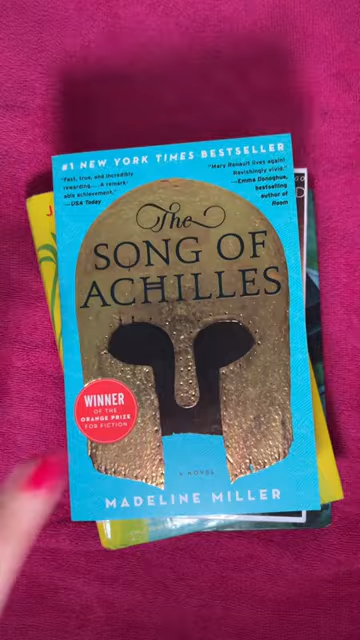 #1 NEW YORK TIMES BESTSELLER
"Fast, true, and incredibly
rewarding....A remark-
able achievement."
—USA Today
"Mary Renault lives again!
Ravishingly vivid."
—Emma Donoghue,
bestselling
author of
Room
The
SONG OF
ACHILLES
WINNER
OF THE
ORANGE PRIZE
FOR FICTION
A NOVEL
MADELINE MILLER
J